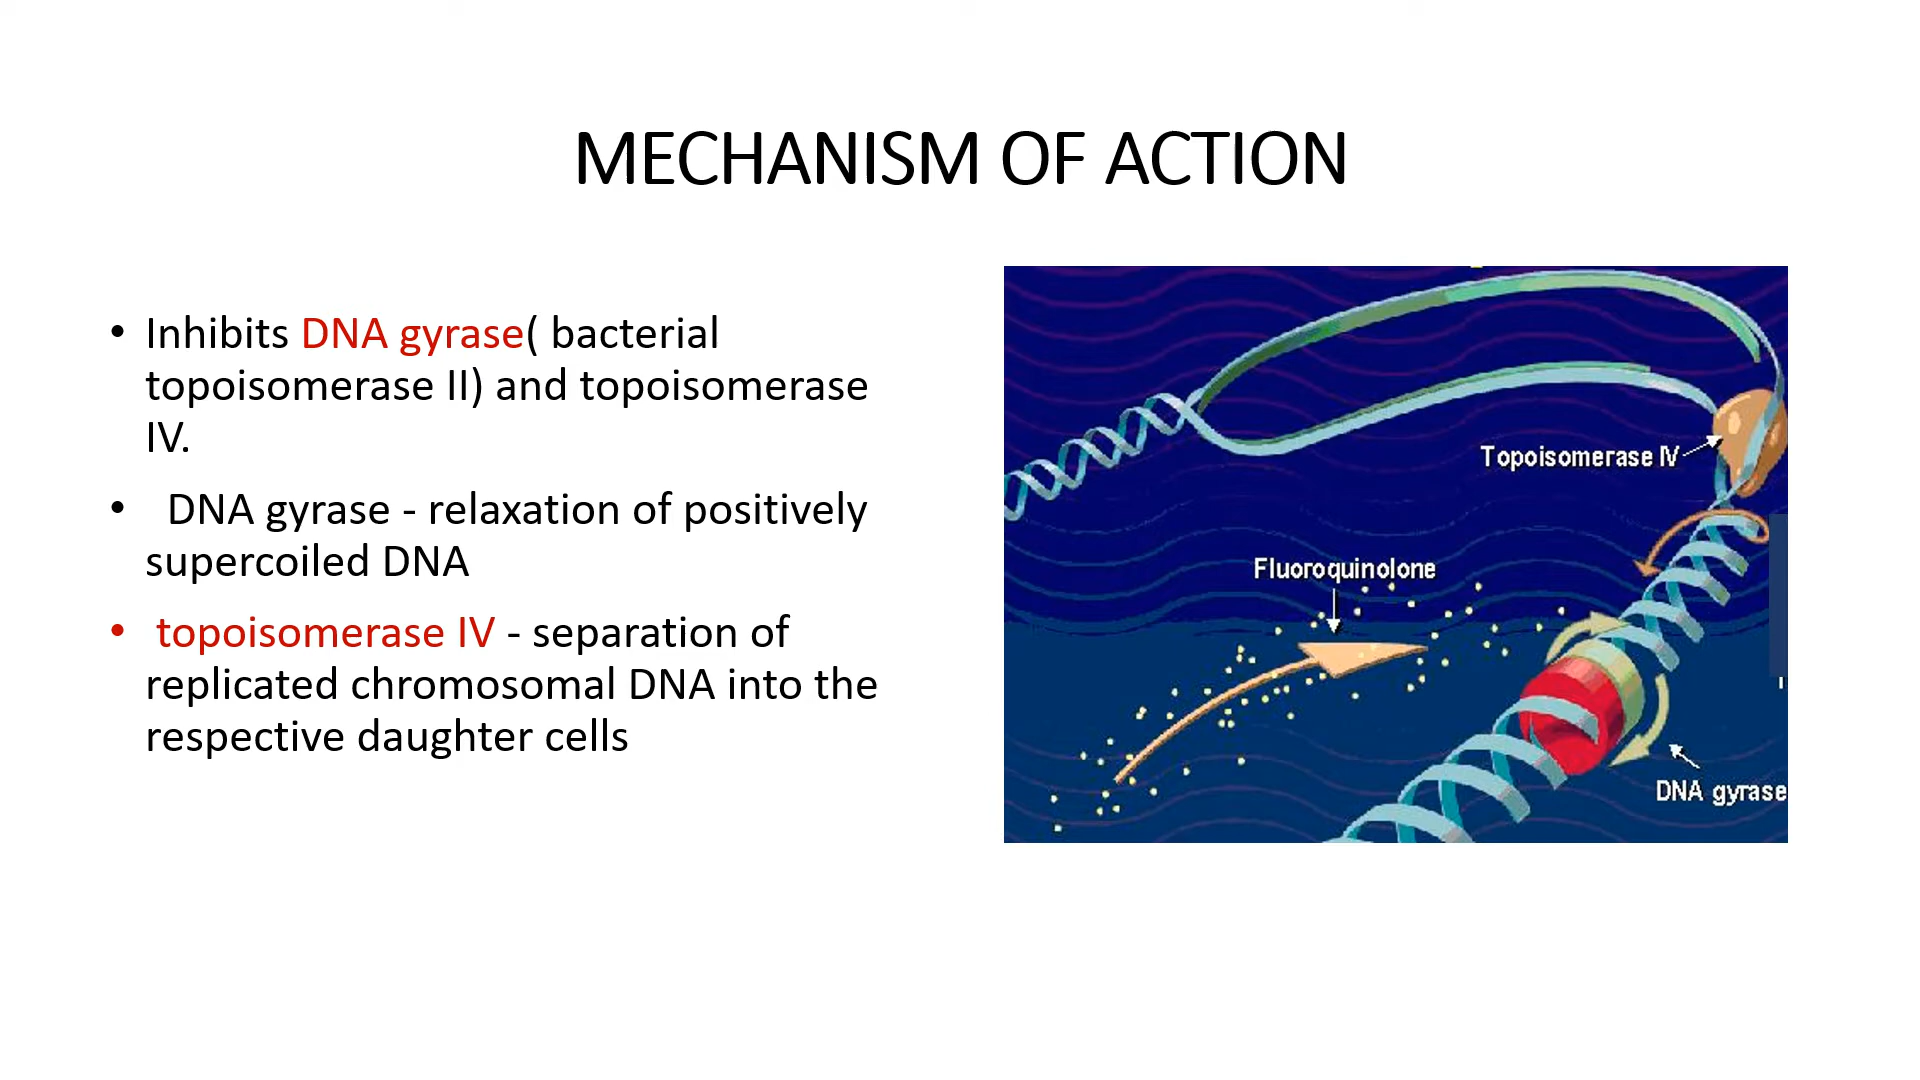 MECHANISM OF ACTION
• Inhibits DNA gyrase( bacterial
topoisomerase II) and topoisomerase
IV.
• DNA gyrase - relaxation of positively
supercoiled DNA
• topoisomerase IV - separation of
replicated chromosomal DNA into the
respective daughter cells
Topoisomerase IV
Fluoroquinolone
DNA gyrase